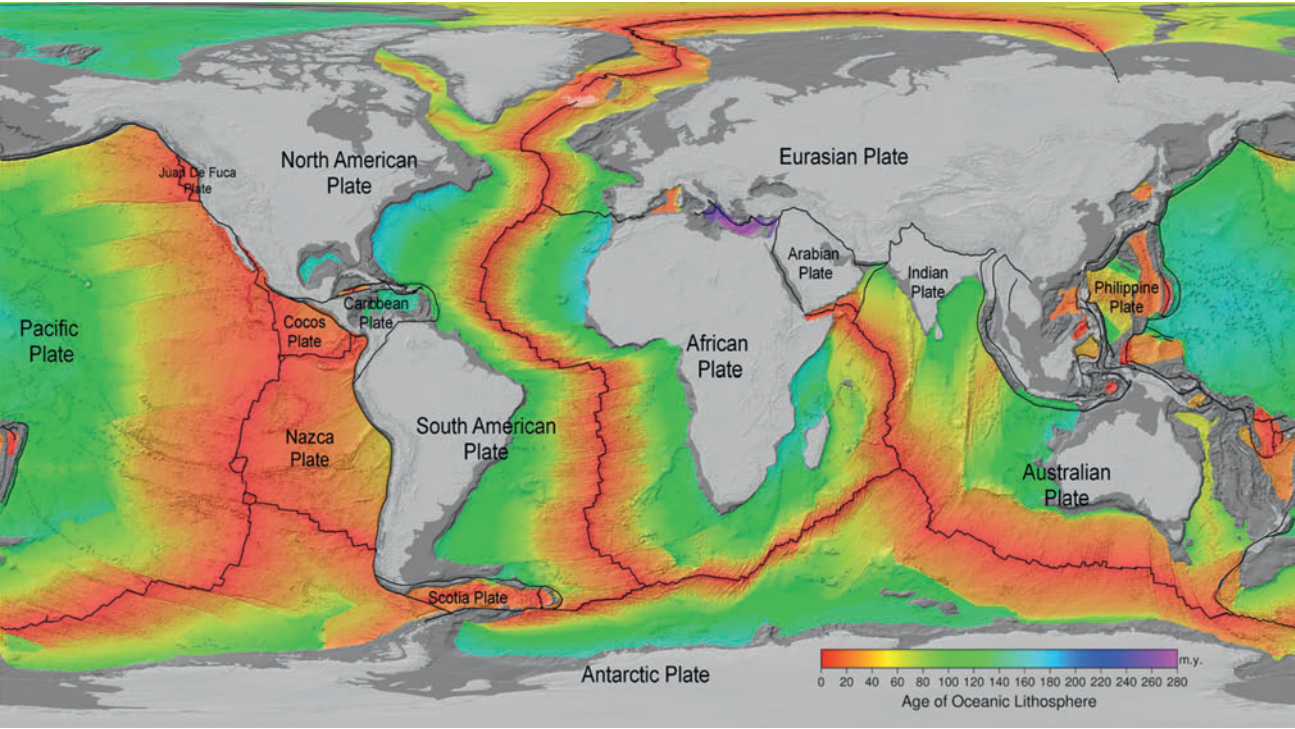 North American
Plate
Eurasian Plate
Juan De Fuca
Plate
Arabian
Plate
Indian
Plate
Philippine
Plate
Caribbean
Plate
Cocos
Plate
Pacific
Plate
African
Plate
South American
Plate
Nazca
Plate
Australian
Plate
Scotia Plate
Antarctic Plate
m.y.
0 20 40 60 80 100 120 140 160 180 200 220 240 260 280
Age of Oceanic Lithosphere